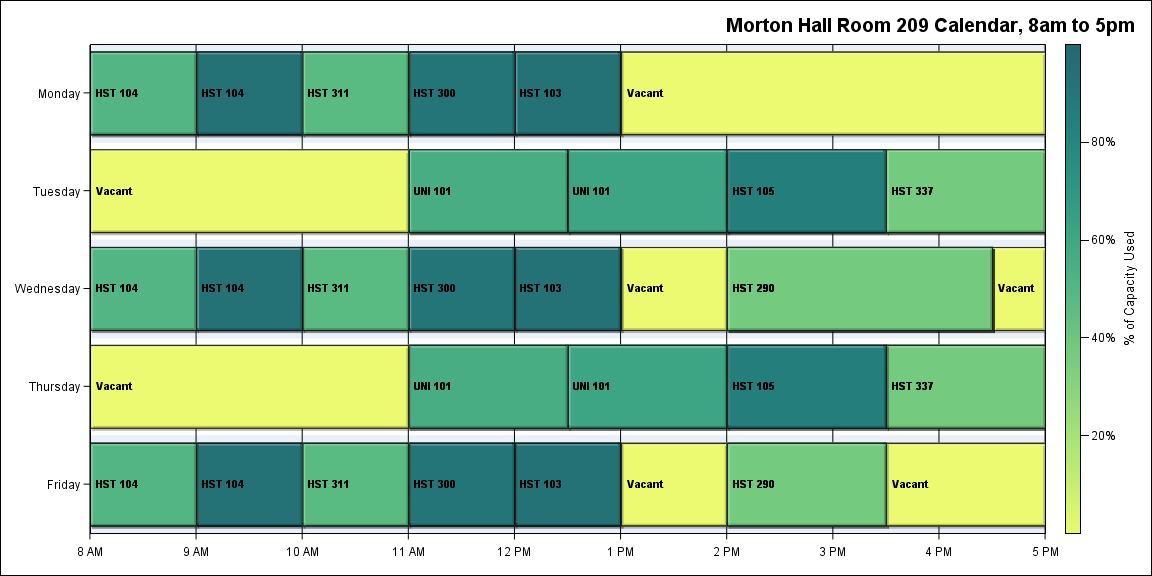 Morton Hall Room 209 Calendar, 8am to 5pm
Monday
HST 104
HST 104
HST 311
HST 300
HST 103
Vacant
Tuesday
Vacant
UNI 101
UNI 101
HST 105
HST 337
Wednesday
HST 104
HST 104
HST 311
HST 300
HST 103
Vacant
HST 290
Vacant
Thursday
Vacant
UNI 101
UNI 101
HST 105
HST 337
Friday
HST 104
HST 104
HST 311
HST 300
HST 103
Vacant
HST 290
Vacant
8 AM
9 AM
10 AM
11 AM
12 PM
1 PM
2 PM
3 PM
4 PM
5 PM
80%
60%
40%
20%
% of Capacity Used